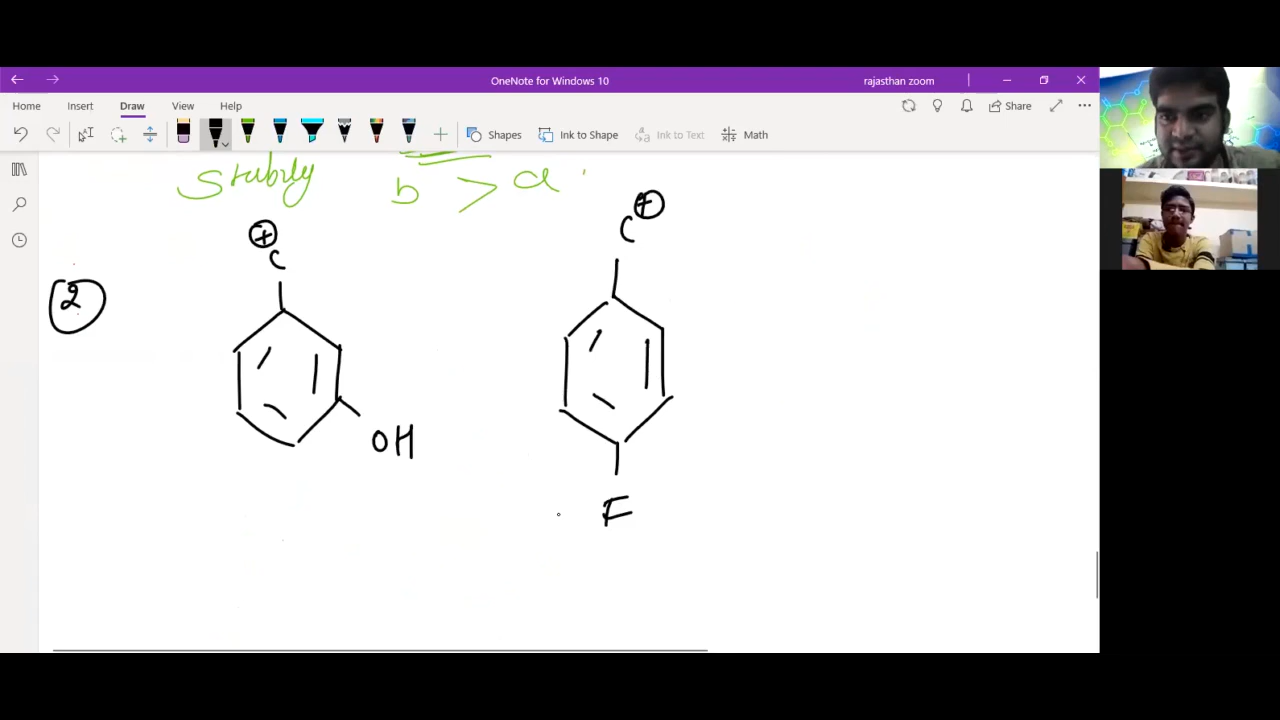 OneNote for Windows 10
rajasthan zoom
Home Insert Draw View Help
Share
Shapes
Ink to Shape
Ink to Text
Math
Stability b > a
+
C
C +
2
OH
F